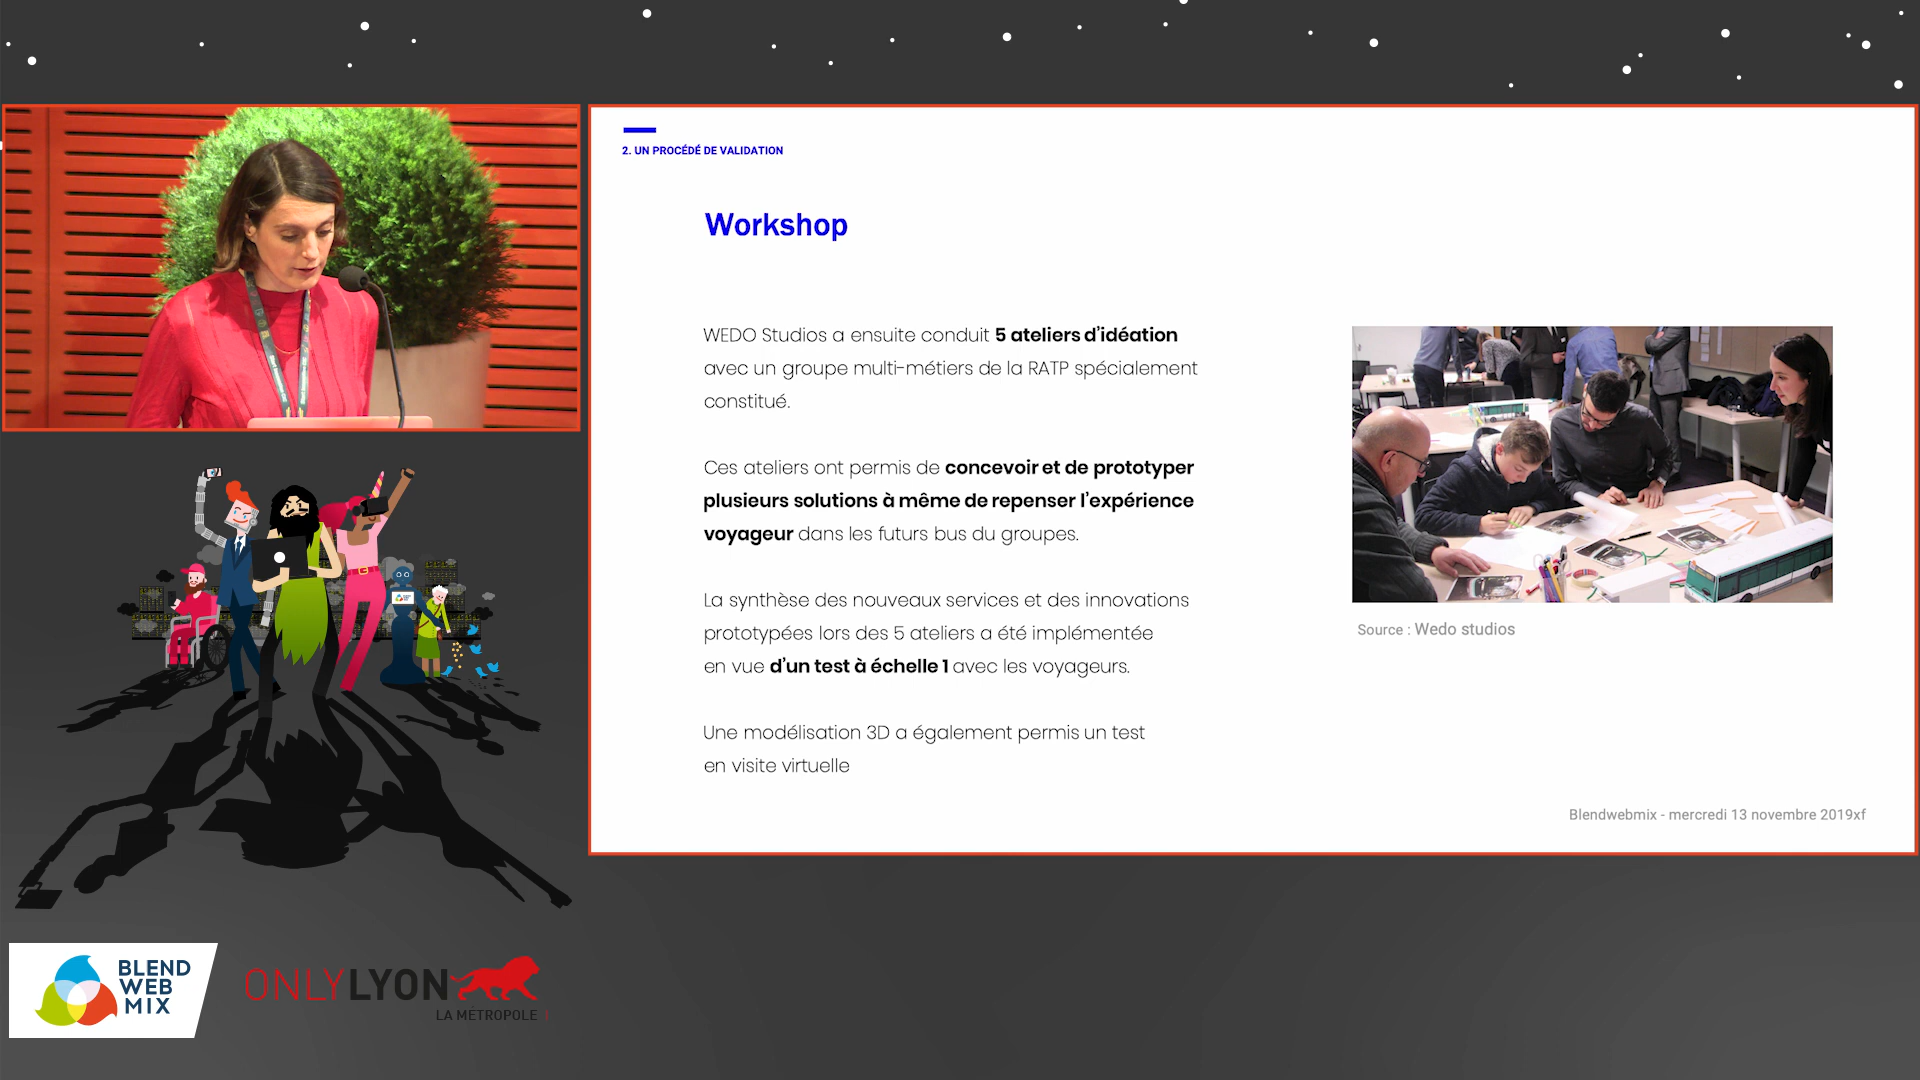 2. UN PROCÉDÉ DE VALIDATION
Workshop
WEDO Studios a ensuite conduit 5 ateliers d’idéation
avec un groupe multi-métiers de la RATP spécialement
constitué.
Ces ateliers ont permis de concevoir et de prototyper
plusieurs solutions à même de repenser l’expérience
voyageur dans les futurs bus du groupes.
La synthèse des nouveaux services et des innovations
prototypées lors des 5 ateliers a été implémentée
en vue d’un test à échelle 1 avec les voyageurs.
Une modélisation 3D a également permis un test
en visite virtuelle
Source : Wedo studios
Blendwebmix - mercredi 13 novembre 2019xf
BLEND
WEB
MIX
ONLYLYON
LA MÉTROPOLE